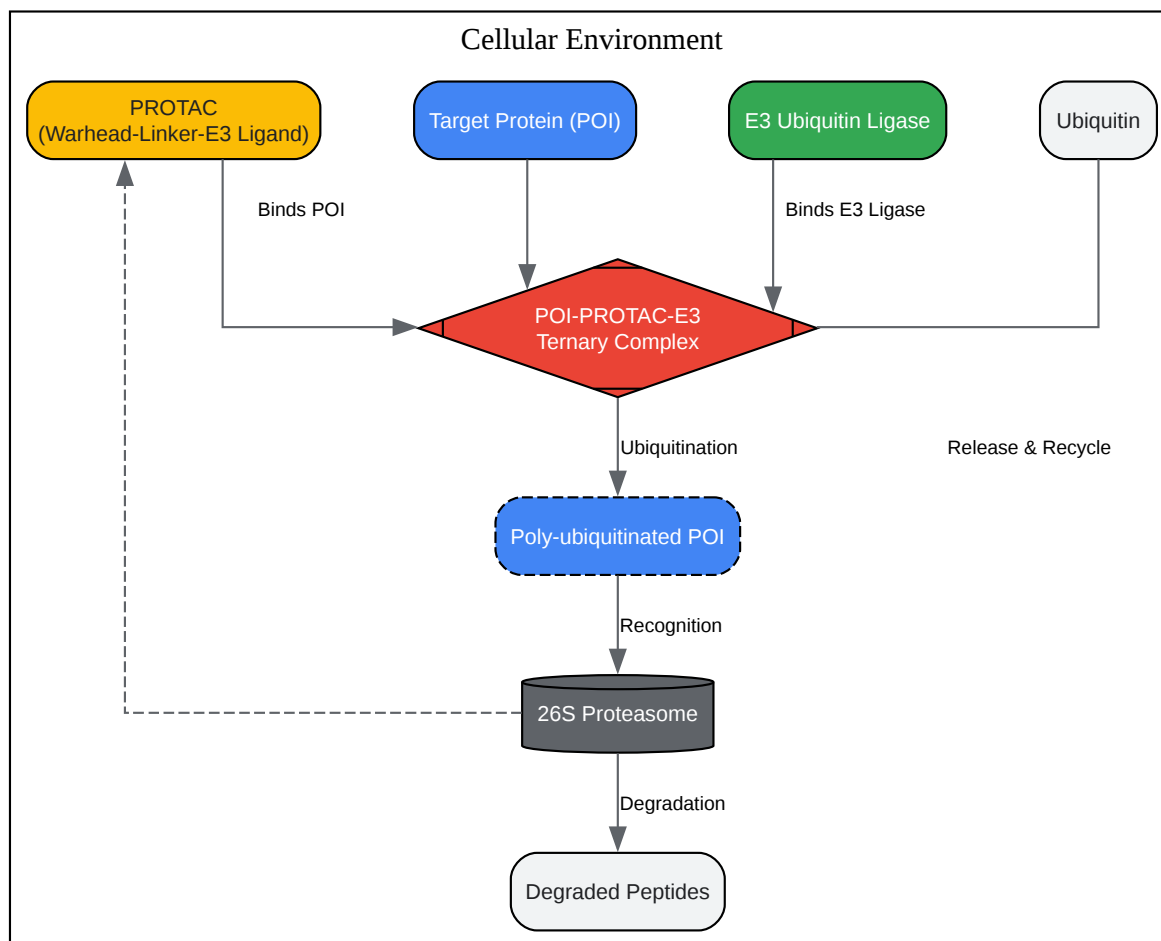 Cellular Environment
PROTAC
(Warhead-Linker-E3 Ligand)
Target Protein (POI)
E3 Ubiquitin Ligase
Ubiquitin
Binds POI
Binds E3 Ligase
POI-PROTAC-E3
Ternary Complex
Ubiquitination
Release & Recycle
Poly-ubiquitinated POI
Recognition
26S Proteasome
Degradation
Degraded Peptides